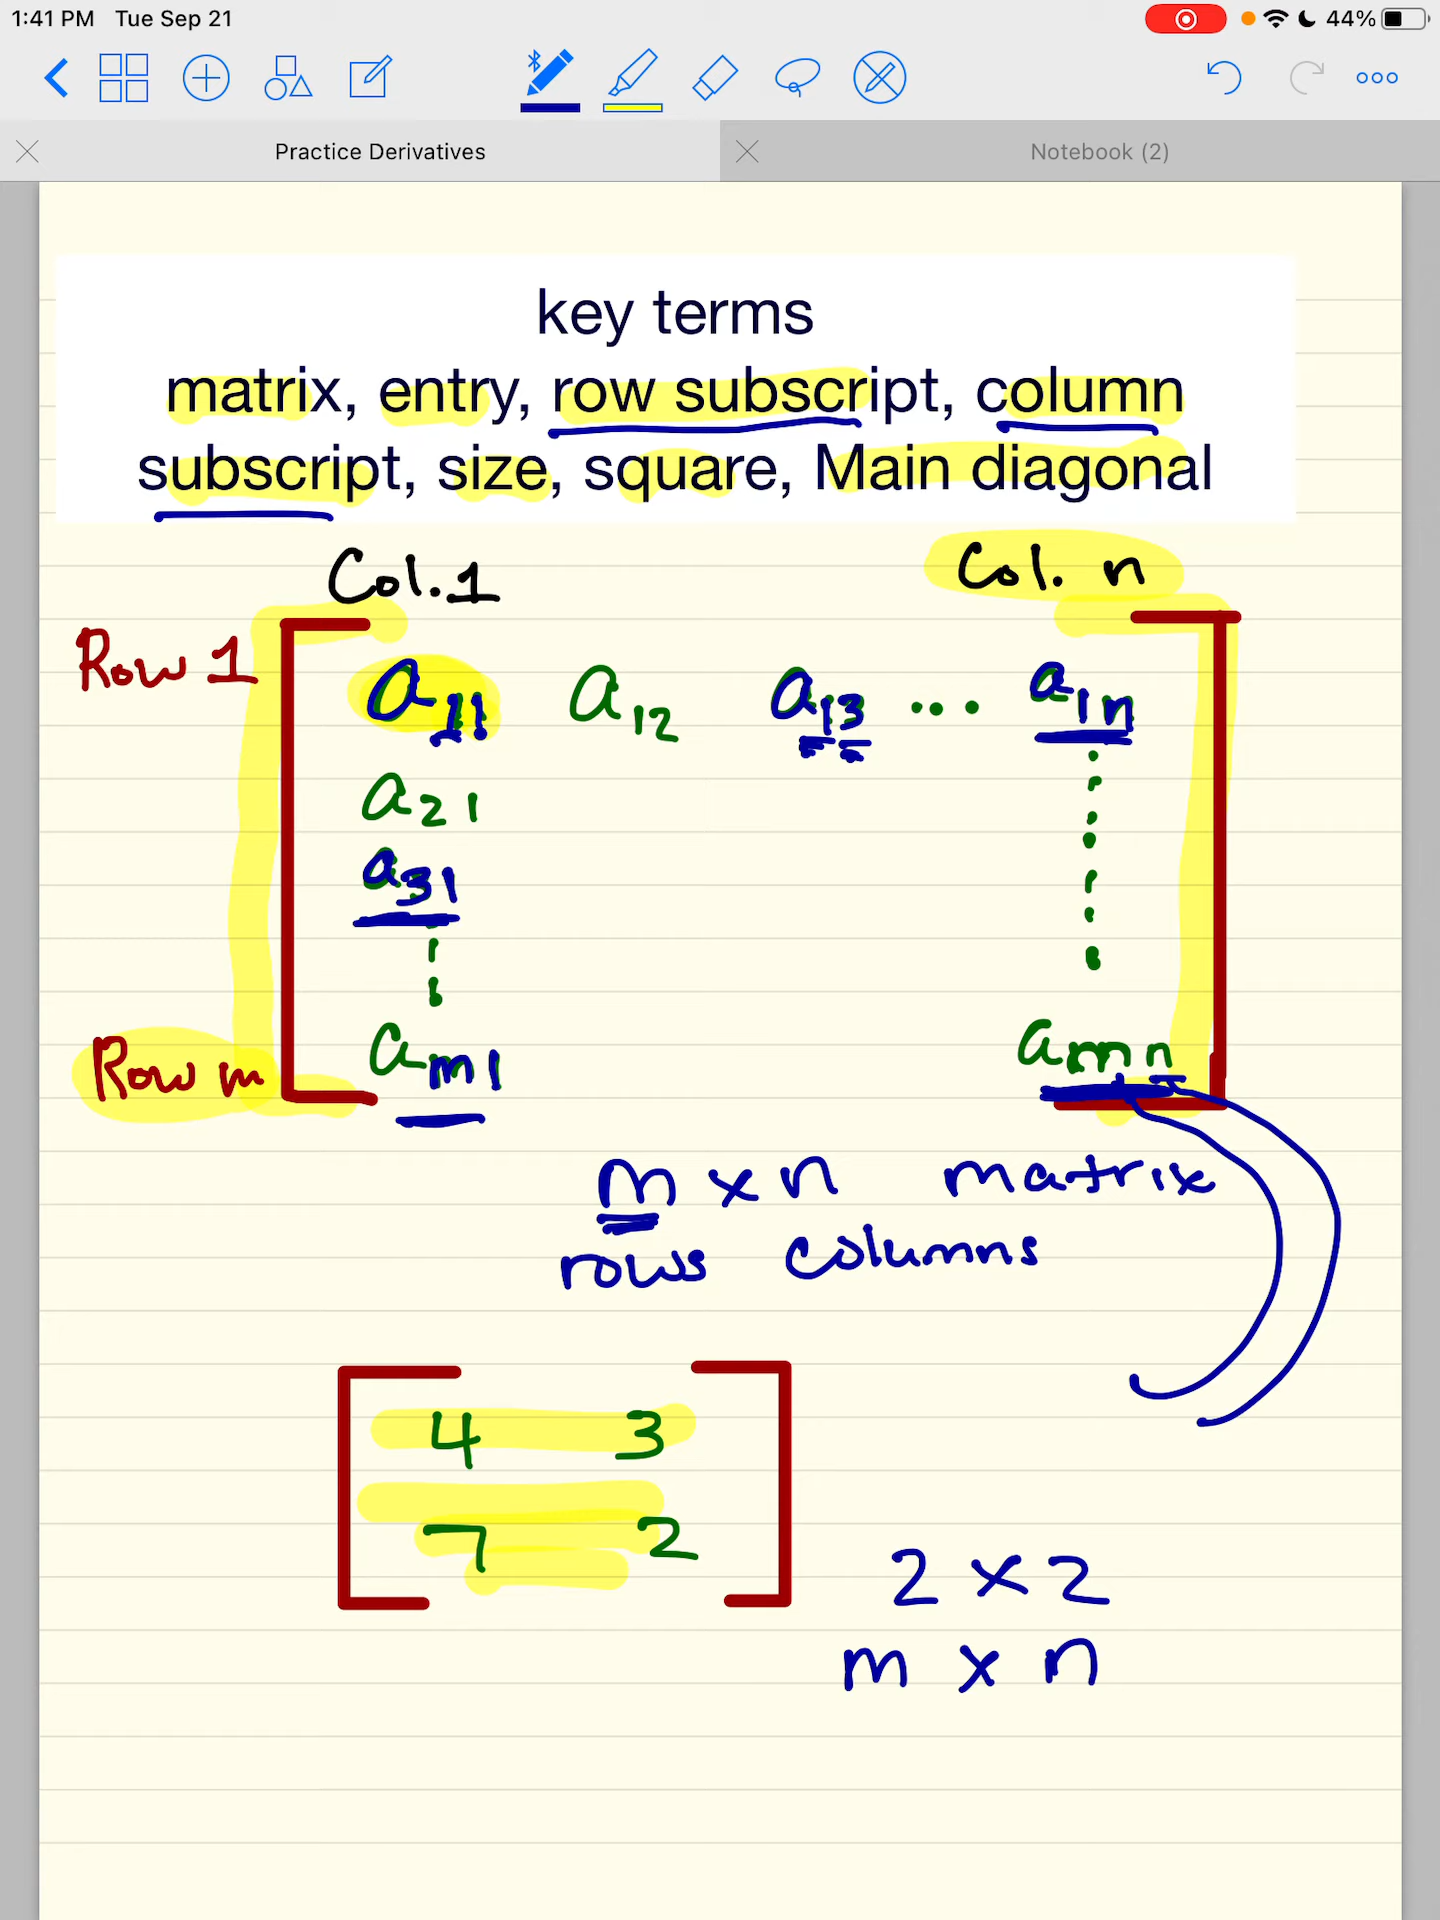 1:41 PM Tue Sep 21 44%
Practice Derivatives Notebook (2)
key terms
matrix, entry, row subscript, column
subscript, size, square, Main diagonal
Col. 1 Col. n
Row 1 a11 a12 a13 ... a1n
a21
a31
Row m am1 amn
m x n matrix
rows columns
4 3
7 2
2 x 2
m x n